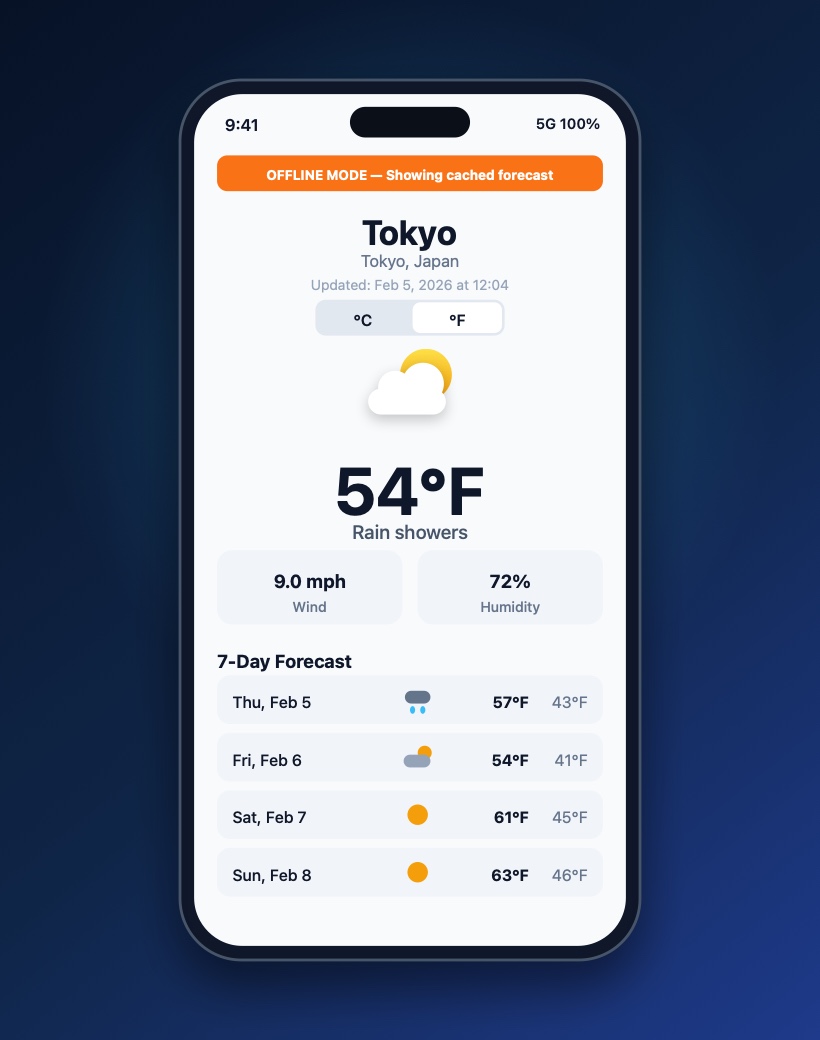 9:41 5G 100%
OFFLINE MODE — Showing cached forecast
Tokyo
Tokyo, Japan
Updated: Feb 5, 2026 at 12:04
°C °F
54°F
Rain showers
9.0 mph 72%
Wind Humidity
7-Day Forecast
Thu, Feb 5 57°F 43°F
Fri, Feb 6 54°F 41°F
Sat, Feb 7 61°F 45°F
Sun, Feb 8 63°F 46°F